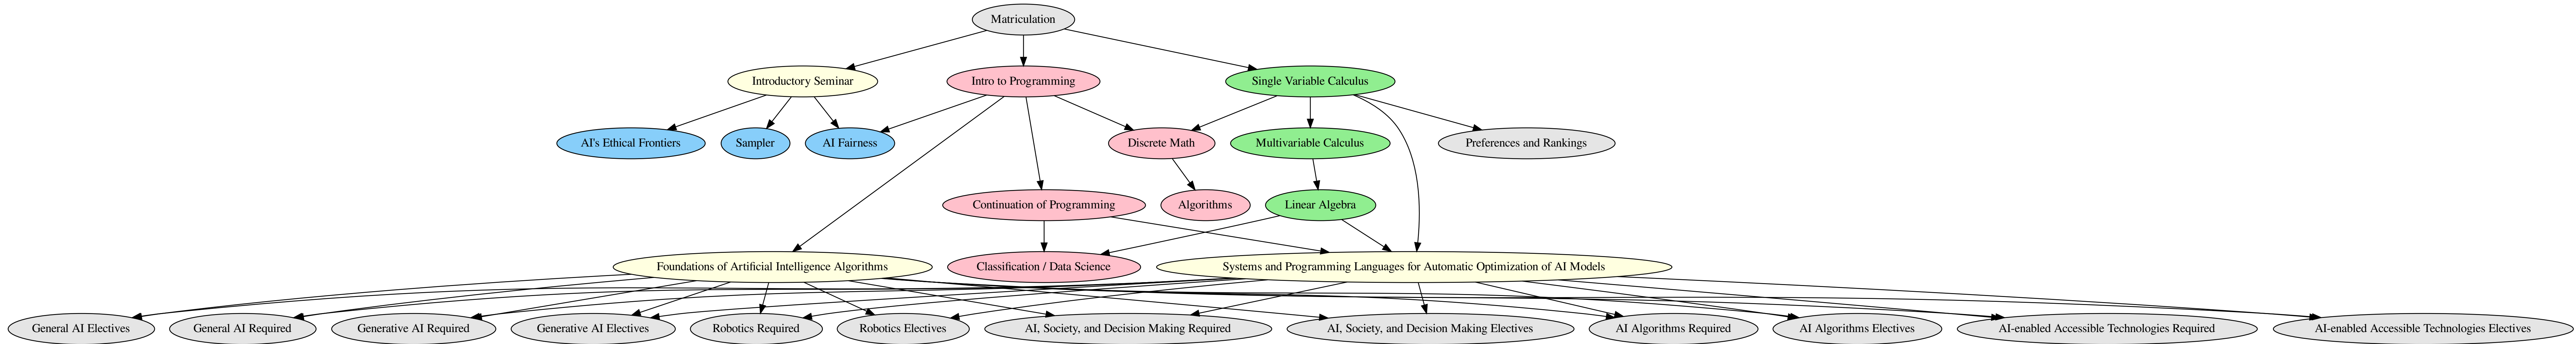 Matriculation
Introductory Seminar
Intro to Programming
Single Variable Calculus
AI's Ethical Frontiers
Sampler
AI Fairness
Discrete Math
Multivariable Calculus
Preferences and Rankings
Continuation of Programming
Algorithms
Linear Algebra
Foundations of Artificial Intelligence Algorithms
Classification / Data Science
Systems and Programming Languages for Automatic Optimization of AI Models
General AI Electives
General AI Required
Generative AI Required
Generative AI Electives
Robotics Required
Robotics Electives
AI, Society, and Decision Making Required
AI, Society, and Decision Making Electives
AI Algorithms Required
AI Algorithms Electives
AI-enabled Accessible Technologies Required
AI-enabled Accessible Technologies Electives